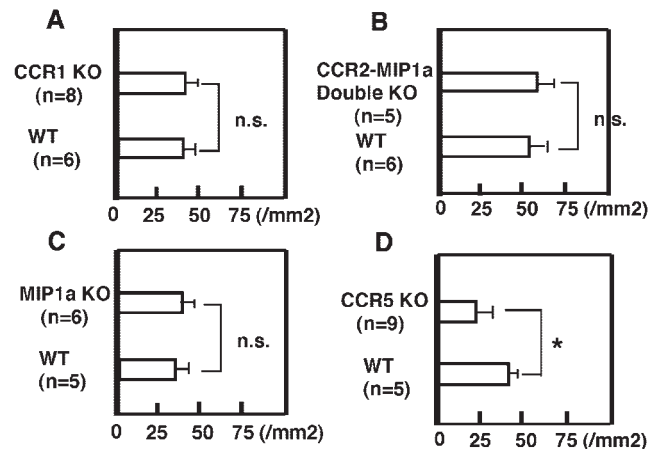 A
CCR1 KO
(n=8)
WT
(n=6)
n.s.
0 25 50 75 (/mm2)
B
CCR2-MIP1a
Double KO
(n=5)
WT
(n=6)
n.s.
0 25 50 75 (/mm2)
C
MIP1a KO
(n=6)
WT
(n=5)
n.s.
0 25 50 75 (/mm2)
D
CCR5 KO
(n=9)
WT
(n=5)
*
0 25 50 75 (/mm2)